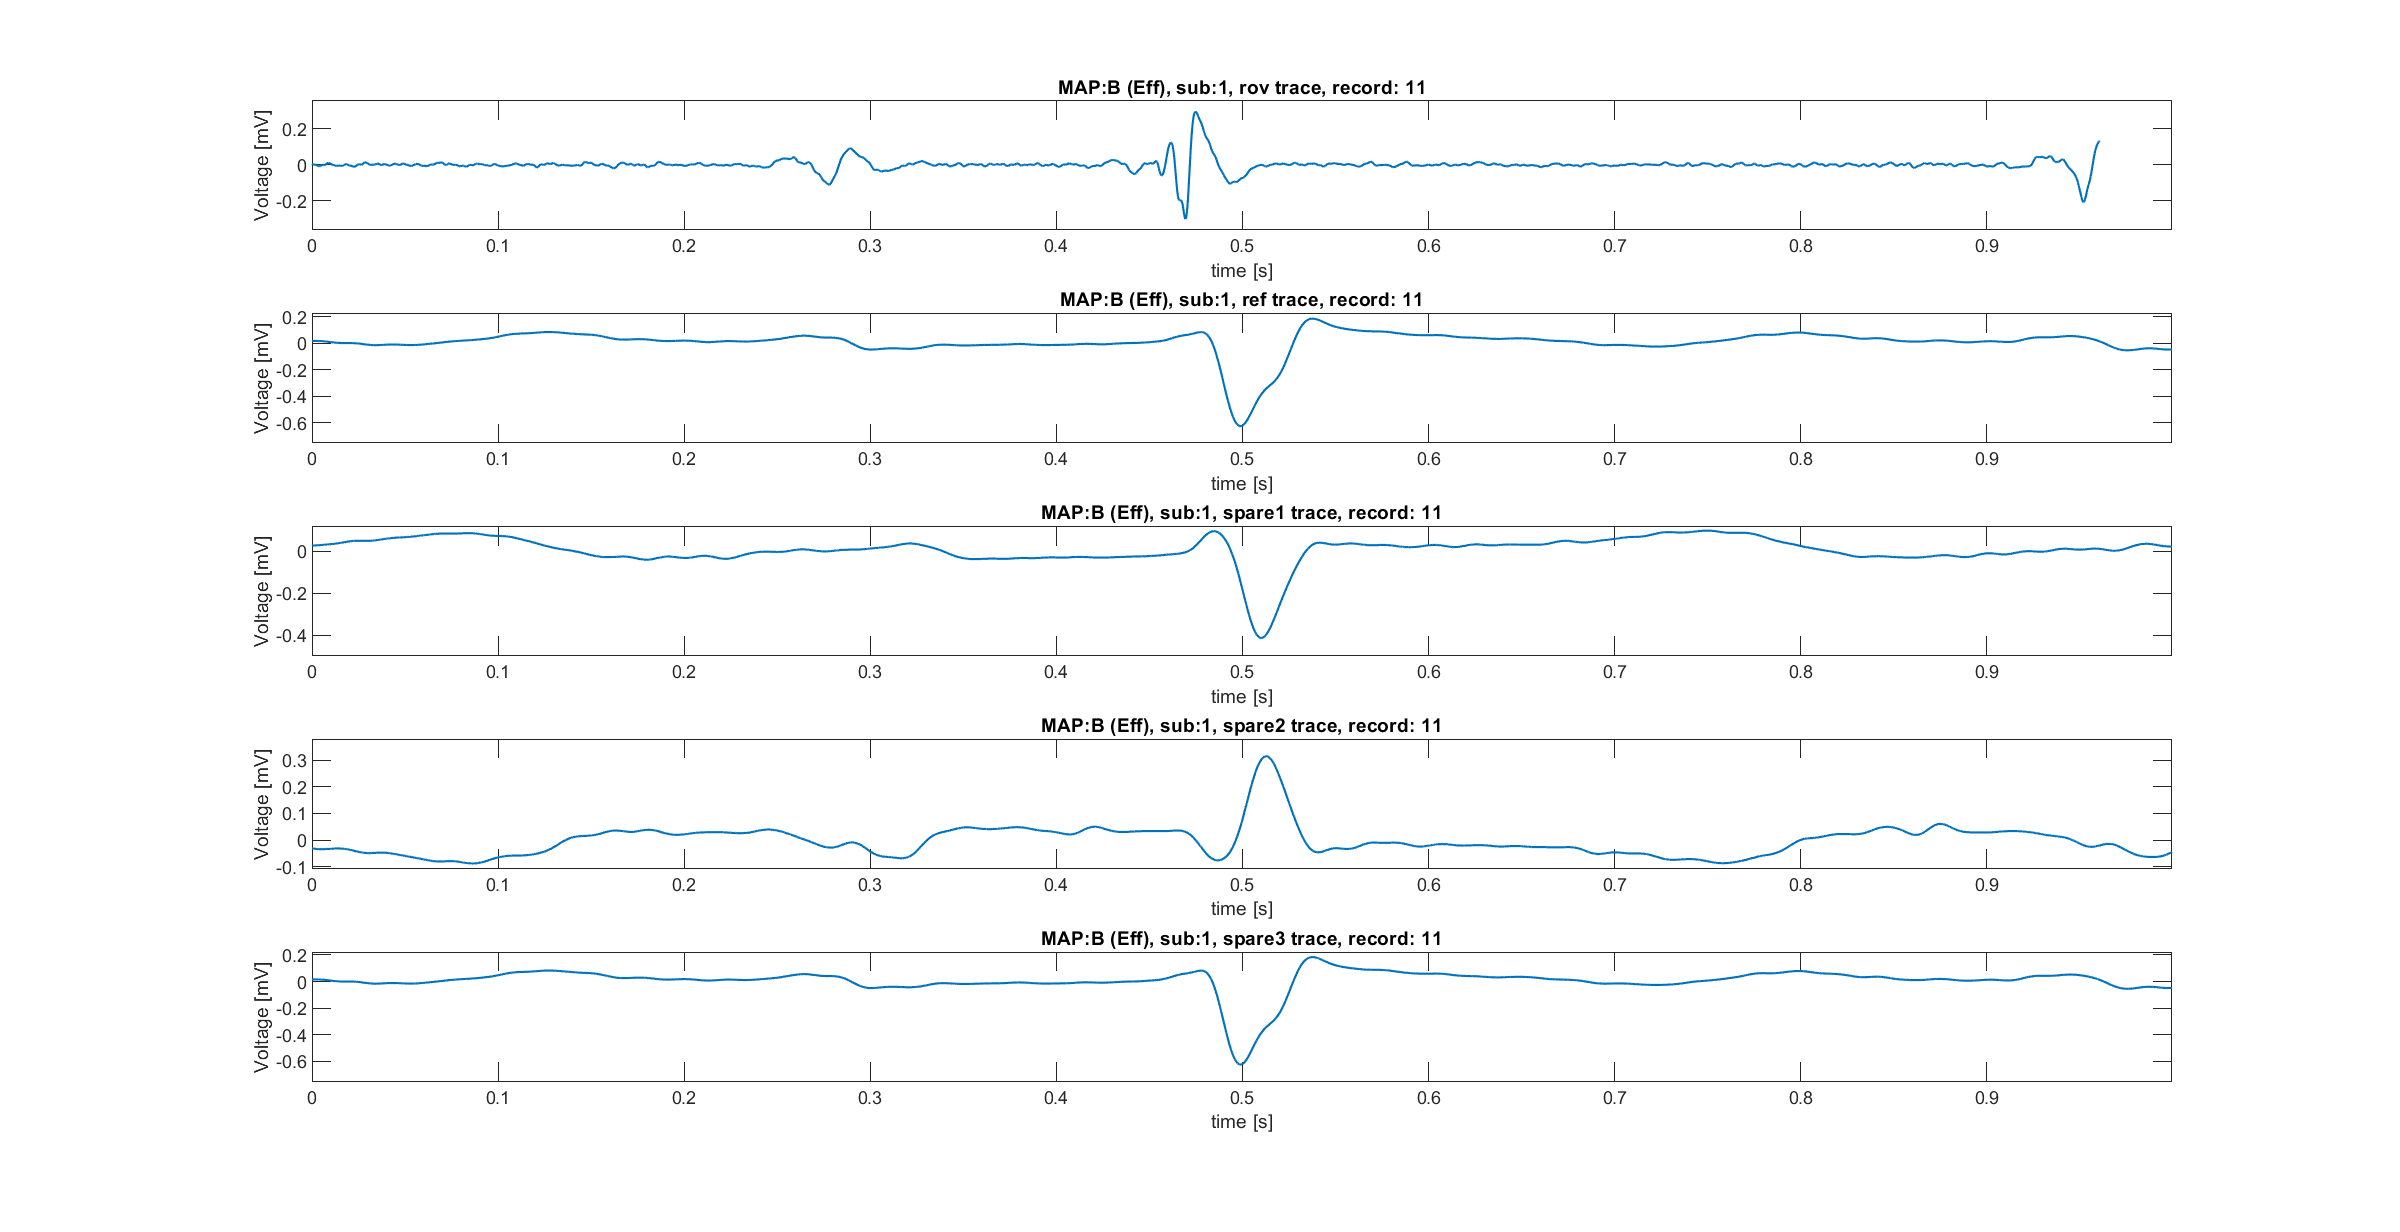 MAP:B (Eff), sub:1, rov trace, record: 11
Voltage [mV]
0.2
0
-0.2
0 0.1 0.2 0.3 0.4 0.5 0.6 0.7 0.8 0.9
time [s]
MAP:B (Eff), sub:1, ref trace, record: 11
Voltage [mV]
0.2
0
-0.2
-0.4
-0.6
0 0.1 0.2 0.3 0.4 0.5 0.6 0.7 0.8 0.9
time [s]
MAP:B (Eff), sub:1, spare1 trace, record: 11
Voltage [mV]
0
-0.2
-0.4
0 0.1 0.2 0.3 0.4 0.5 0.6 0.7 0.8 0.9
time [s]
MAP:B (Eff), sub:1, spare2 trace, record: 11
Voltage [mV]
0.3
0.2
0.1
0
-0.1
0 0.1 0.2 0.3 0.4 0.5 0.6 0.7 0.8 0.9
time [s]
MAP:B (Eff), sub:1, spare3 trace, record: 11
Voltage [mV]
0.2
0
-0.2
-0.4
-0.6
0 0.1 0.2 0.3 0.4 0.5 0.6 0.7 0.8 0.9
time [s]